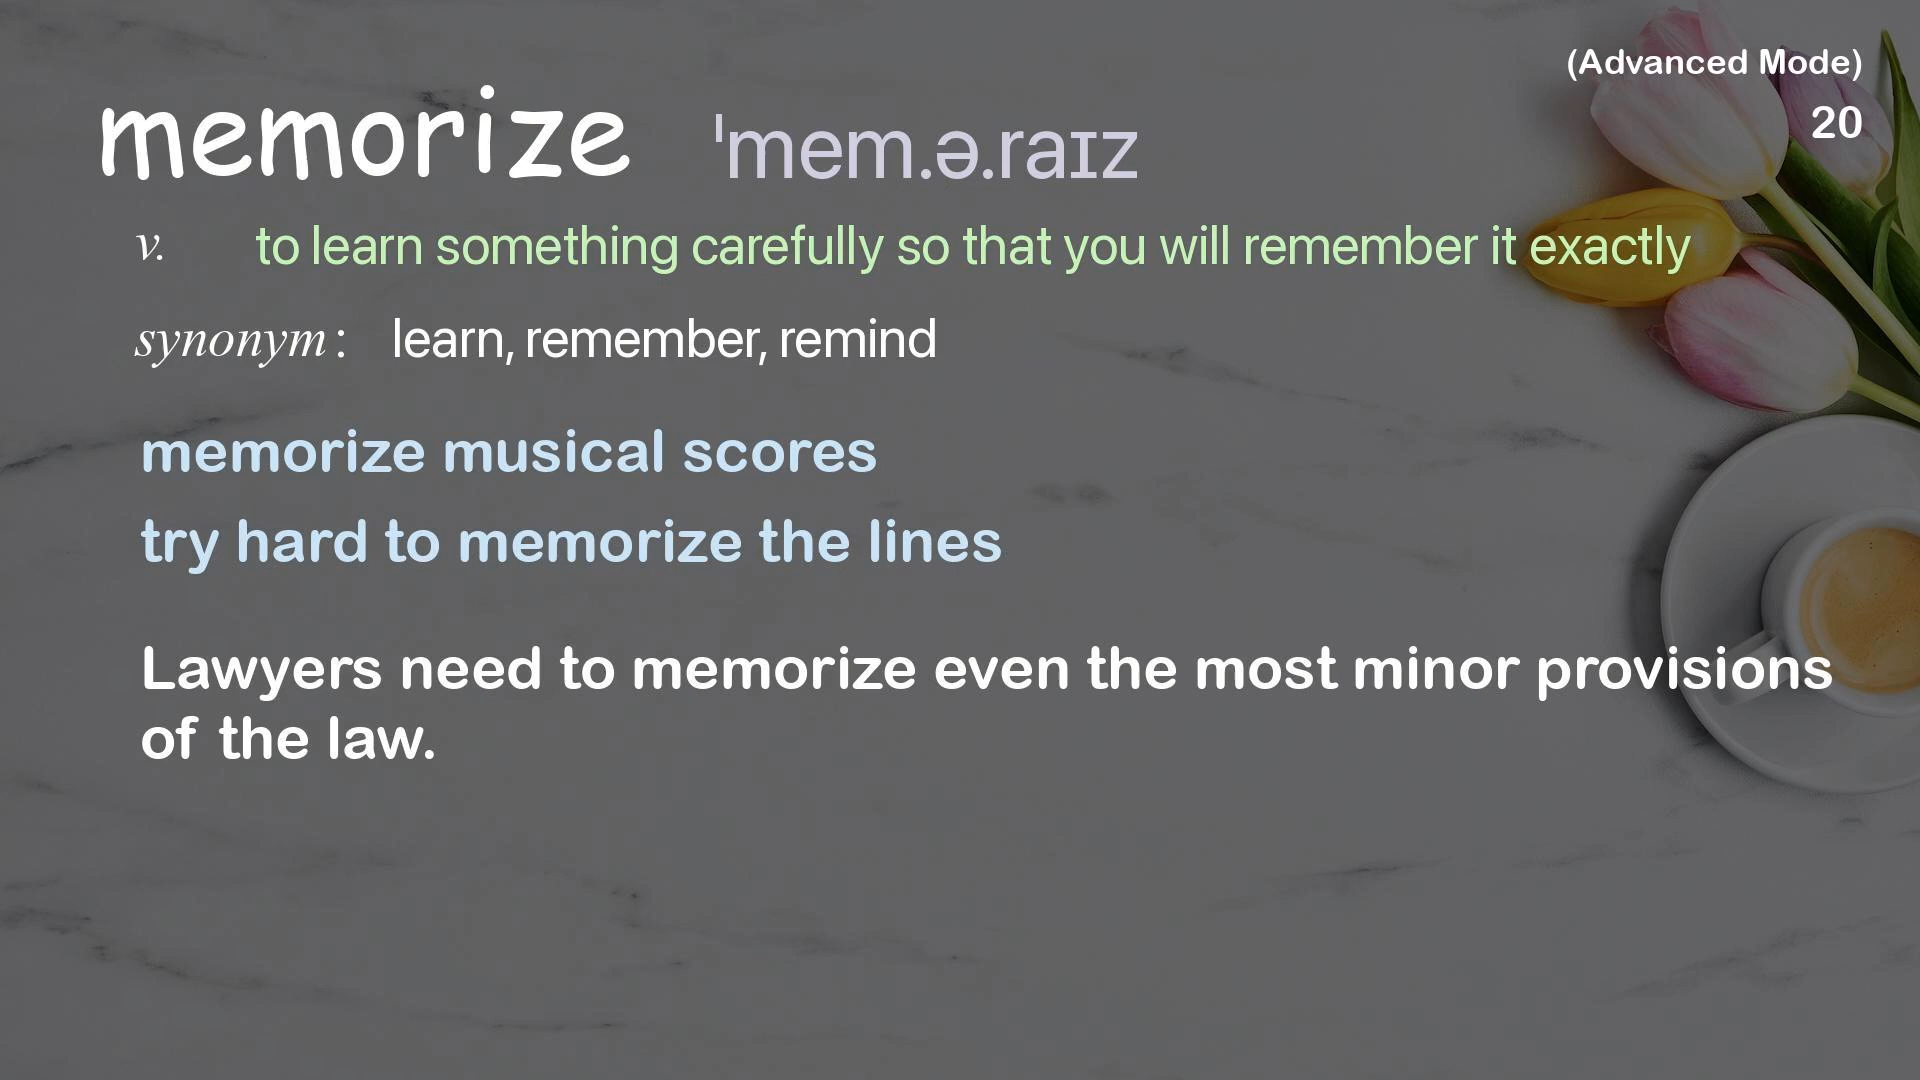 (Advanced Mode)
20
memorize ˈmem.ə.raɪz
v. to learn something carefully so that you will remember it exactly
synonym: learn, remember, remind
memorize musical scores
try hard to memorize the lines
Lawyers need to memorize even the most minor provisions
of the law.